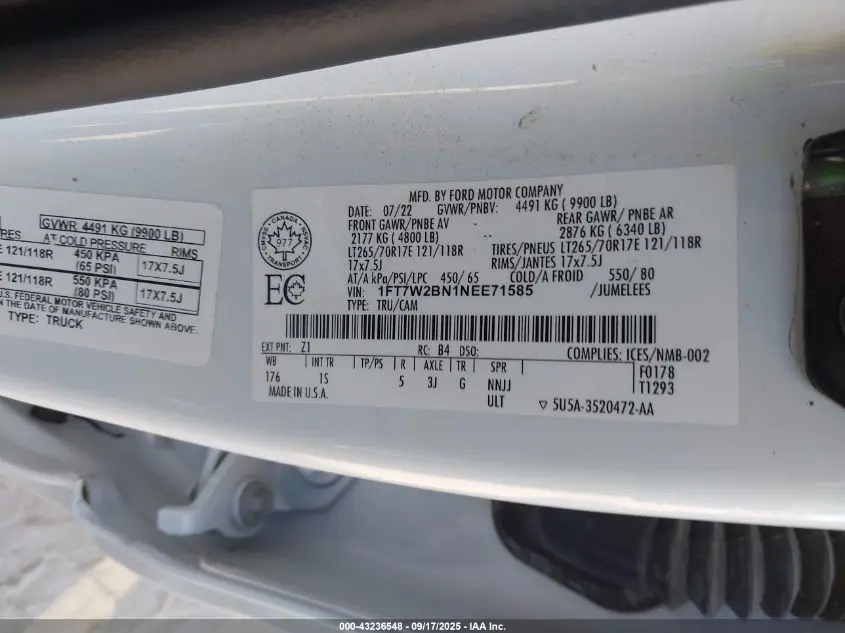 GVWR: 4491 KG (9900 LB)
AT COLD PRESSURE RIMS
121/118R 450 KPA
(65 PSI) 17X7.5J
121/118R 550 KPA
(80 PSI) 17X7.5J
U.S. FEDERAL MOTOR VEHICLE SAFETY AND
DATE OF MANUFACTURE SHOWN ABOVE.
TYPE: TRUCK
CANADA
CMVSS NSVAC
077
TRANSPORT
EC
MFD. BY FORD MOTOR COMPANY
DATE: 07/22 GVWR/PNBV: 4491 KG ( 9900 LB)
FRONT GAWR/PNBE AV -- REAR GAWR/ PNBE AR
2177 KG ( 4800 LB) 2876 KG ( 6340 LB)
LT265/70R17E 121/118R TIRES/PNEUS LT265/70R17E 121/118R
17x7.5J RIMS/JANTES 17x7.5J
AT/A kPa/PSI/LPC 450/ 65 COLD/A FROID 550/ 80
VIN: 1FT7W2BN1NEE71585 /JUMELEES
TYPE: TRU/CAM
EXT PNT: Z1 RC: B4 DSO: COMPLIES: ICES/NMB-002
WB INT TR TP/PS R AXLE TR SPR F0178
176 1S 5 3J G NNJJ T1293
MADE IN U.S.A. ULT ▽ 5U5A-3520472-AA
000-43236548 - 09/17/2025 - IAA Inc.